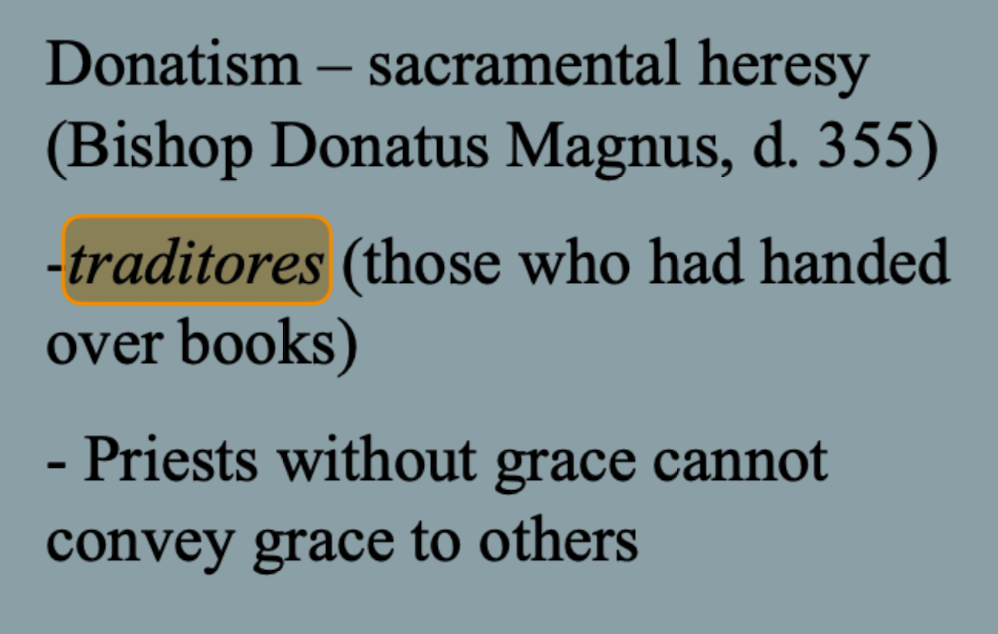 Donatism – sacramental heresy
(Bishop Donatus Magnus, d. 355)
-traditores (those who had handed
over books)
- Priests without grace cannot
convey grace to others